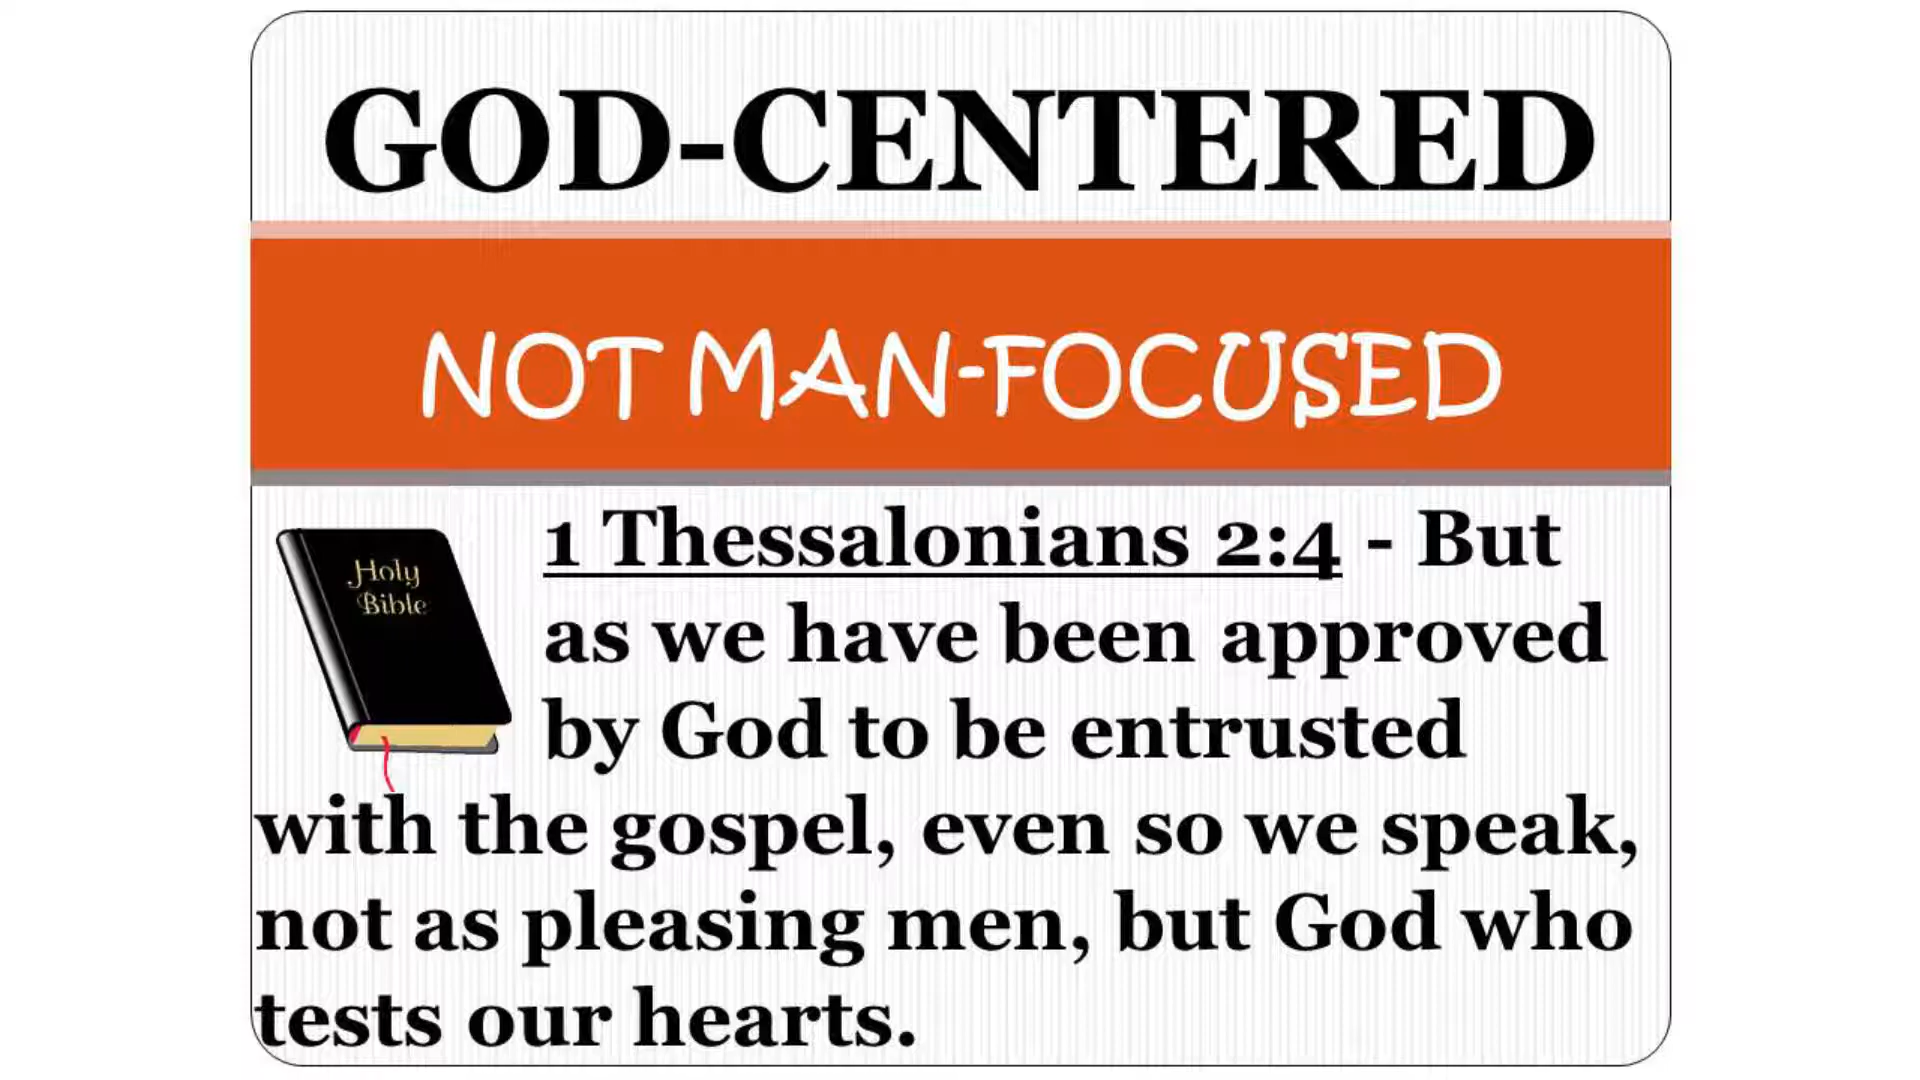 GOD-CENTERED
NOT MAN-FOCUSED
Holy
Bible
1 Thessalonians 2:4 - But
as we have been approved
by God to be entrusted
with the gospel, even so we speak,
not as pleasing men, but God who
tests our hearts.